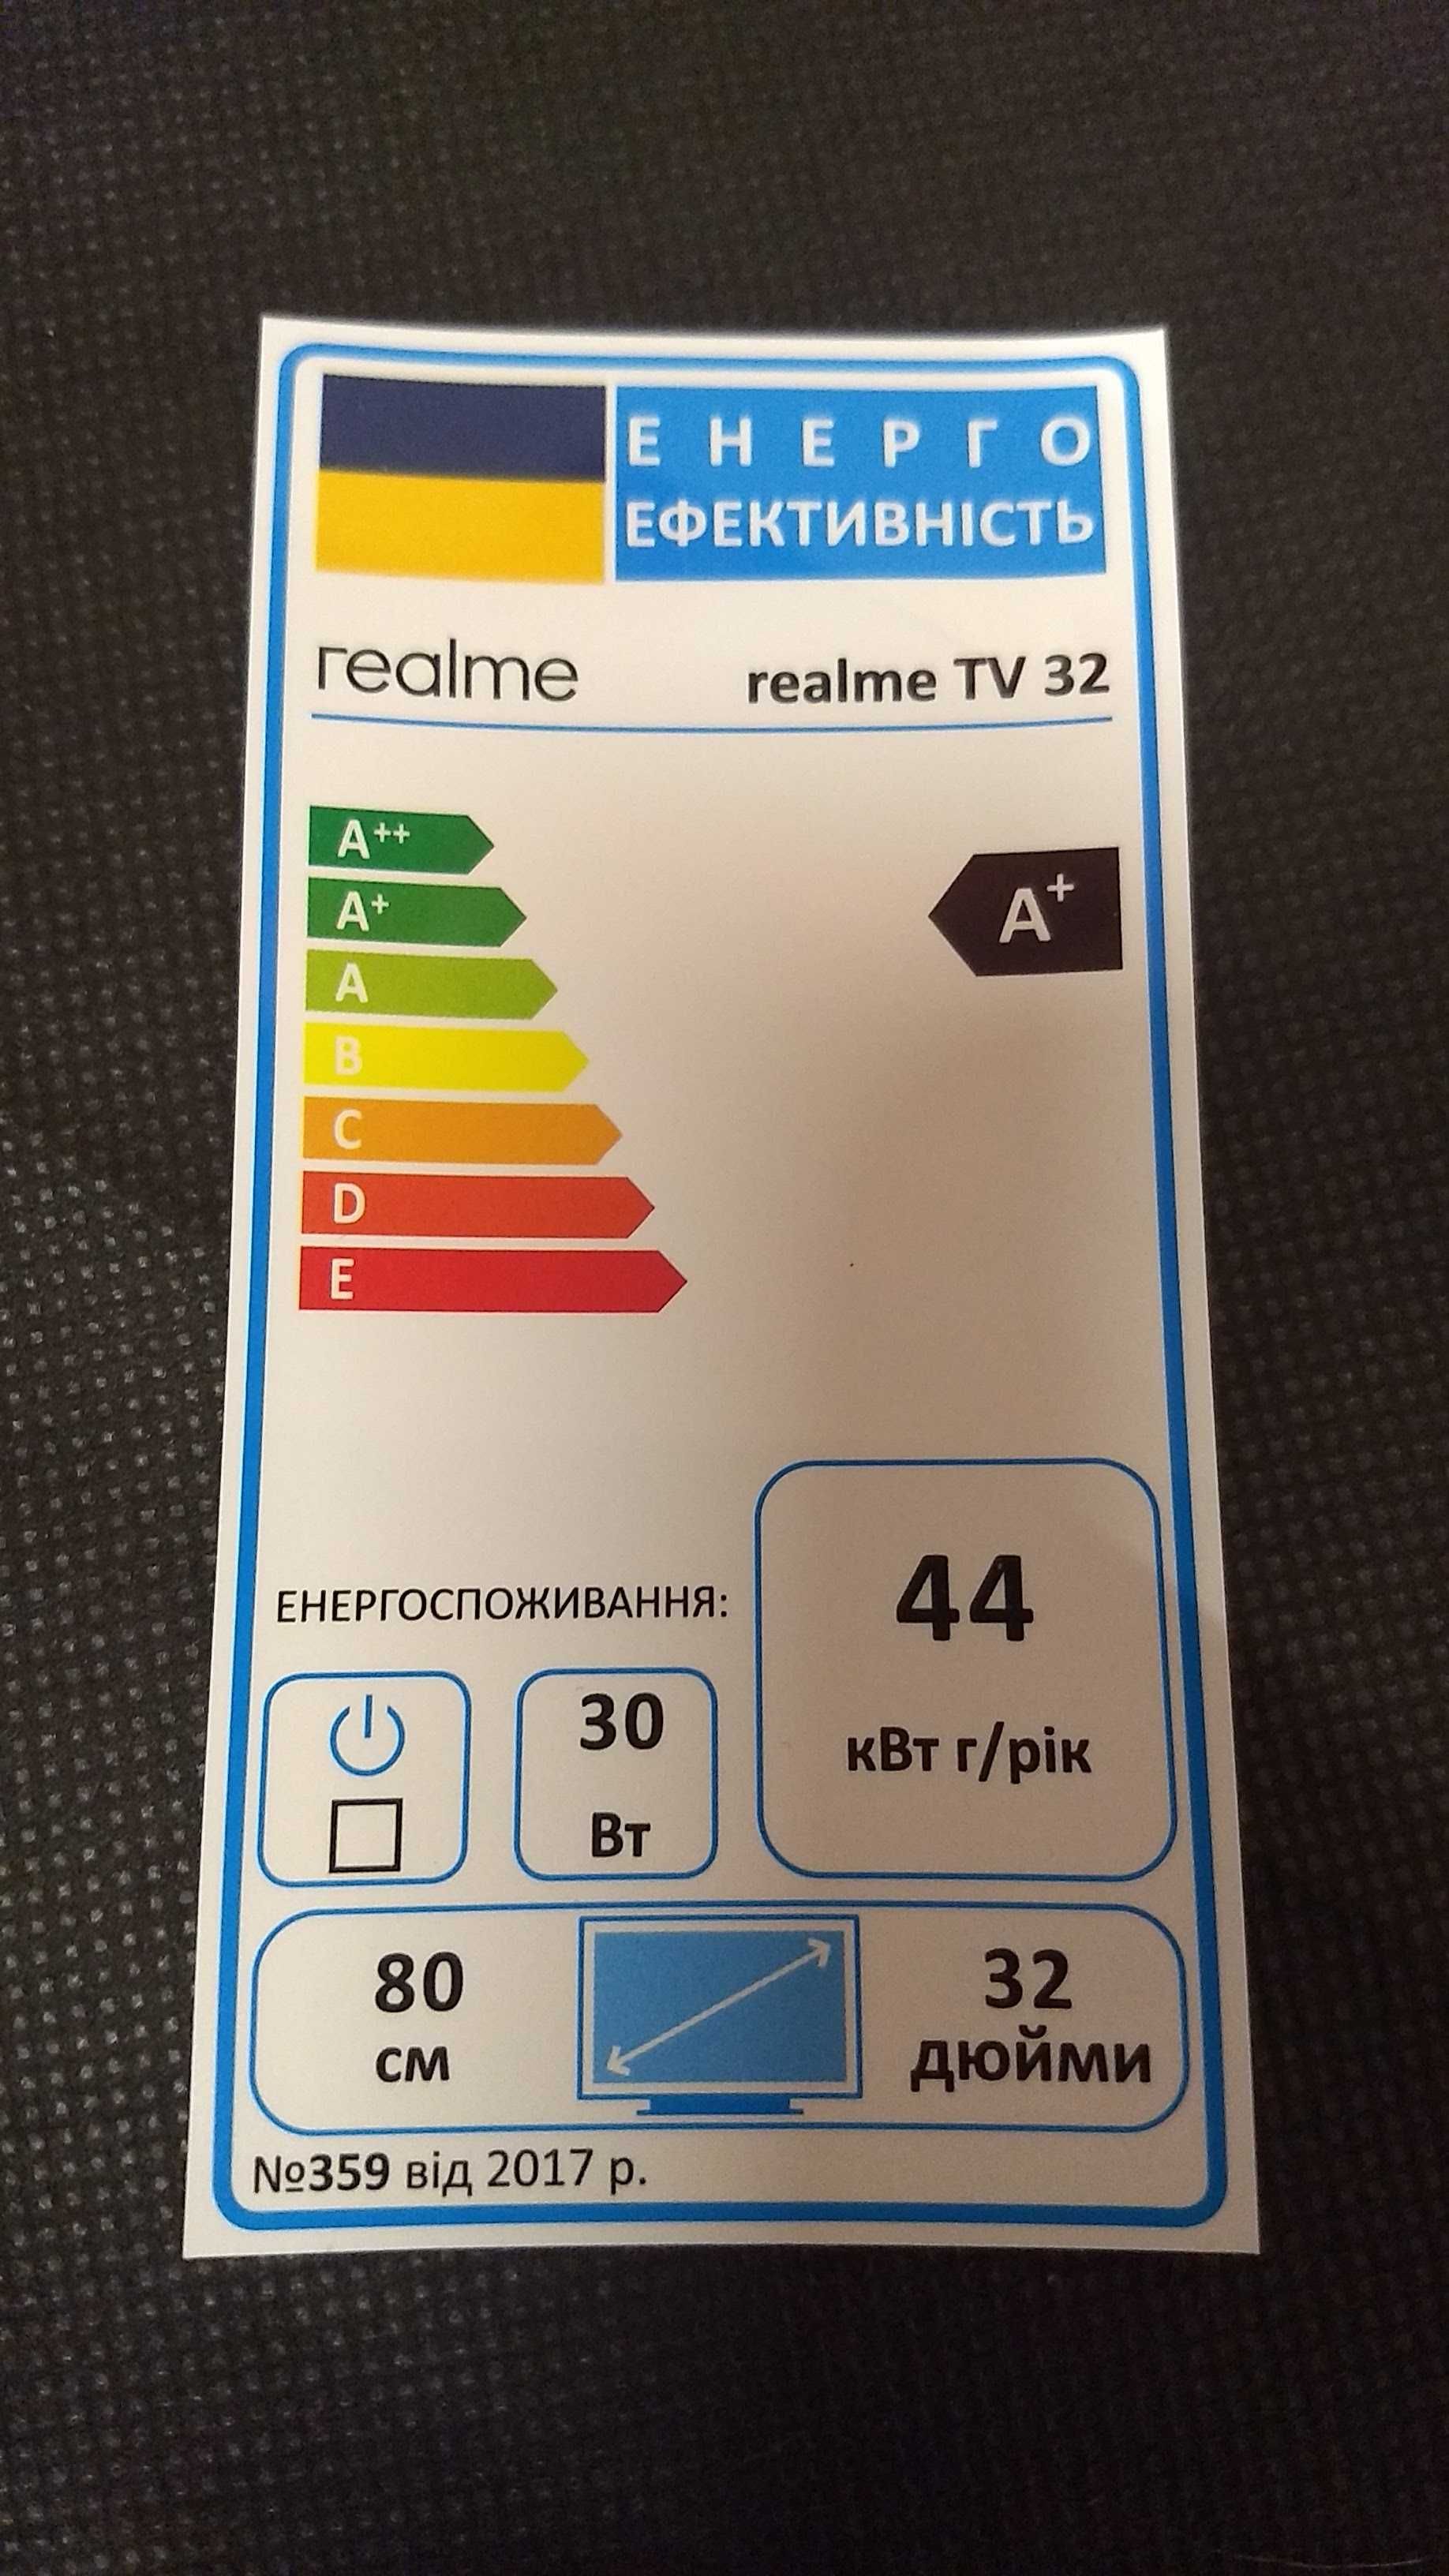 ЕНЕРГО
ЕФЕКТИВНІСТЬ
realme realme TV 32
A++
A+ A+
A
B
C
D
E
44
кВт г/рік
ЕНЕРГОСПОЖИВАННЯ:
30
Вт
80
см
32
дюйми
№359 від 2017 р.